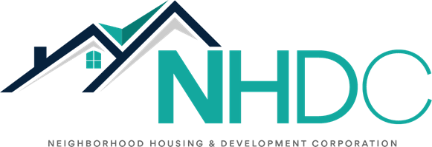 NHDC
NEIGHBORHOOD HOUSING & DEVELOPMENT CORPORATION